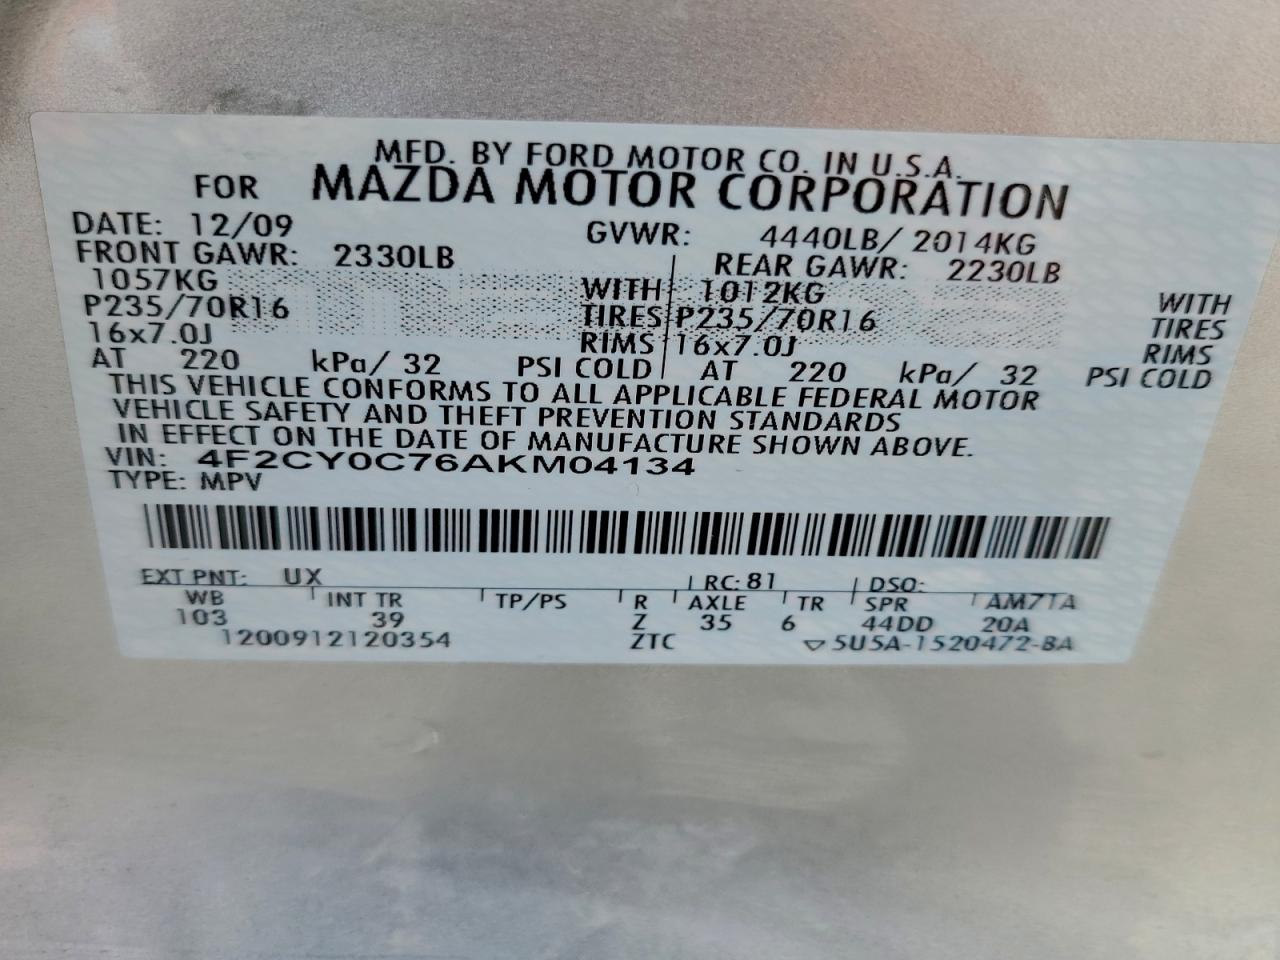 MFD. BY FORD MOTOR CO. IN U.S.A.
FOR MAZDA MOTOR CORPORATION
DATE: 12/09 GVWR: 4440LB/ 2014KG
FRONT GAWR: 2330LB REAR GAWR: 2230LB
1057KG WITH 1012KG WITH
P235/70R16 TIRES P235/70R16 TIRES
16x7.0J RIMS 16x7.0J RIMS
AT 220 kPa/ 32 PSI COLD AT 220 kPa/ 32 PSI COLD
THIS VEHICLE CONFORMS TO ALL APPLICABLE FEDERAL MOTOR
VEHICLE SAFETY AND THEFT PREVENTION STANDARDS
IN EFFECT ON THE DATE OF MANUFACTURE SHOWN ABOVE.
VIN: 4F2CY0C76AKM04134
TYPE: MPV
EXT PNT: UX RC: 81 DSO:
WB INT TR TP/PS R AXLE TR SPR AM7TA
103 39 Z 35 6 44DD 20A
1200912120354 ZTC ▽5U5A-1520472-BA